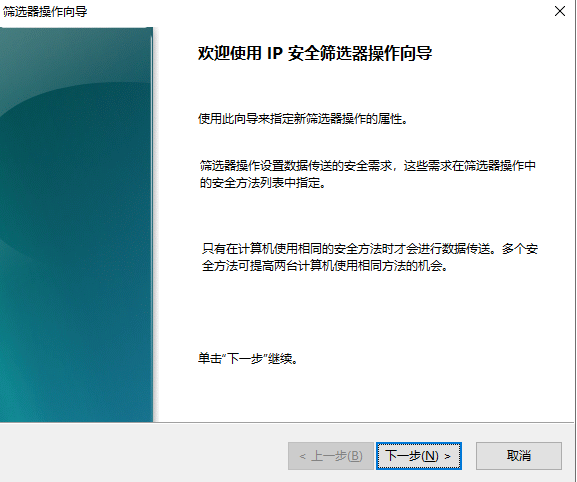 筛选器操作向导
欢迎使用 IP 安全筛选器操作向导
使用此向导来指定新筛选器操作的属性。
筛选器操作设置数据传送的安全需求，这些需求在筛选器操作中
的安全方法列表中指定。
只有在计算机使用相同的安全方法时才会进行数据传送。多个安
全方法可提高两台计算机使用相同方法的机会。
单击"下一步"继续。
< 上一步(B)
下一步(N) >
取消